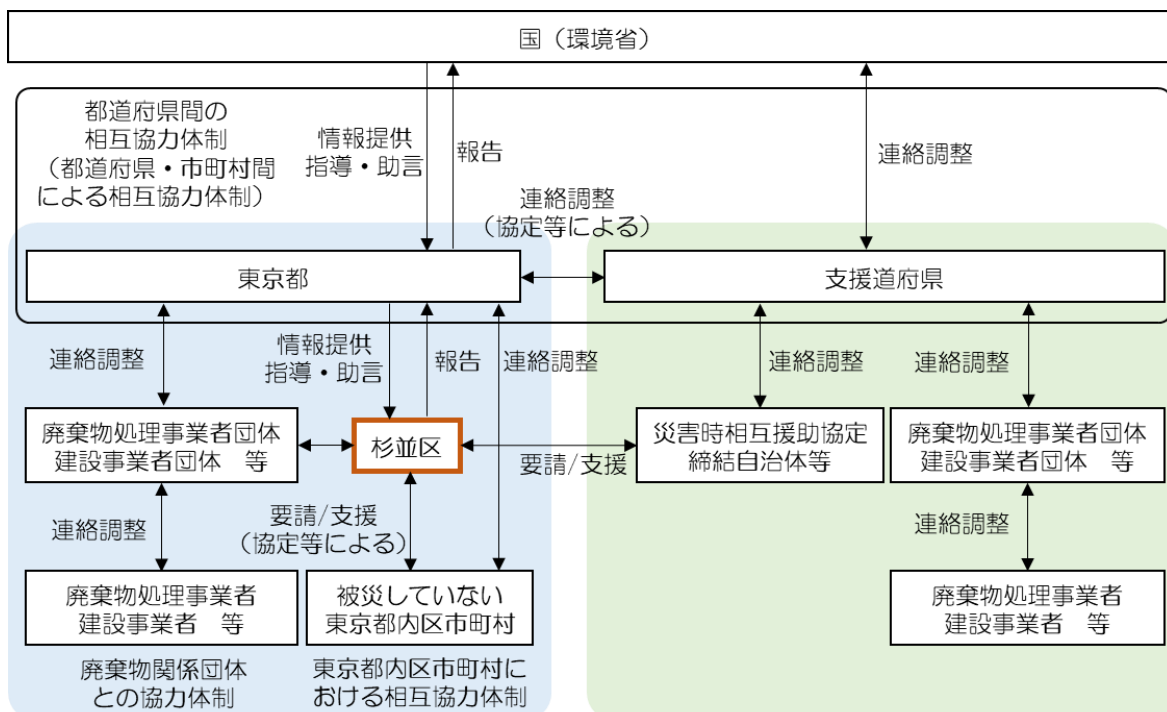 国（環境省）
都道府県間の
相互協力体制
（都道府県・市町村間
による相互協力体制）
情報提供
指導・助言
報告
連絡調整
連絡調整
（協定等による）
東京都
支援道府県
連絡調整
情報提供
指導・助言
報告
連絡調整
連絡調整
連絡調整
廃棄物処理事業者団体
建設事業者団体　等
杉並区
要請/支援
災害時相互援助協定
締結自治体等
廃棄物処理事業者団体
建設事業者団体　等
連絡調整
要請/支援
（協定等による）
連絡調整
廃棄物処理事業者
建設事業者　等
被災していない
東京都内区市町村
廃棄物処理事業者
建設事業者　等
廃棄物関係団体
との協力体制
東京都内区市町村に
おける相互協力体制